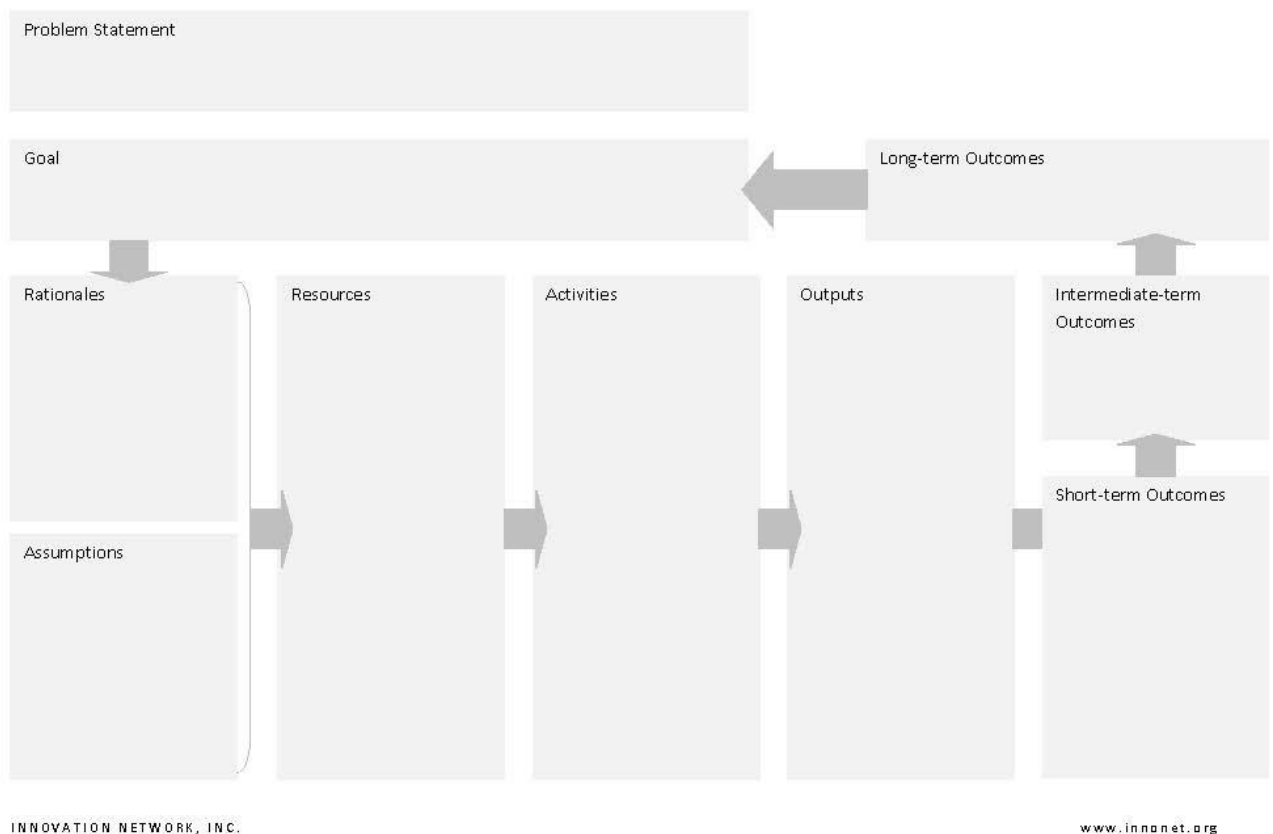 Problem Statement
Goal
Long-term Outcomes
Rationales
Resources
Activities
Outputs
Intermediate-term
Outcomes
Short-term Outcomes
Assumptions
INNOVATION NETWORK, INC.
www.innonet.org